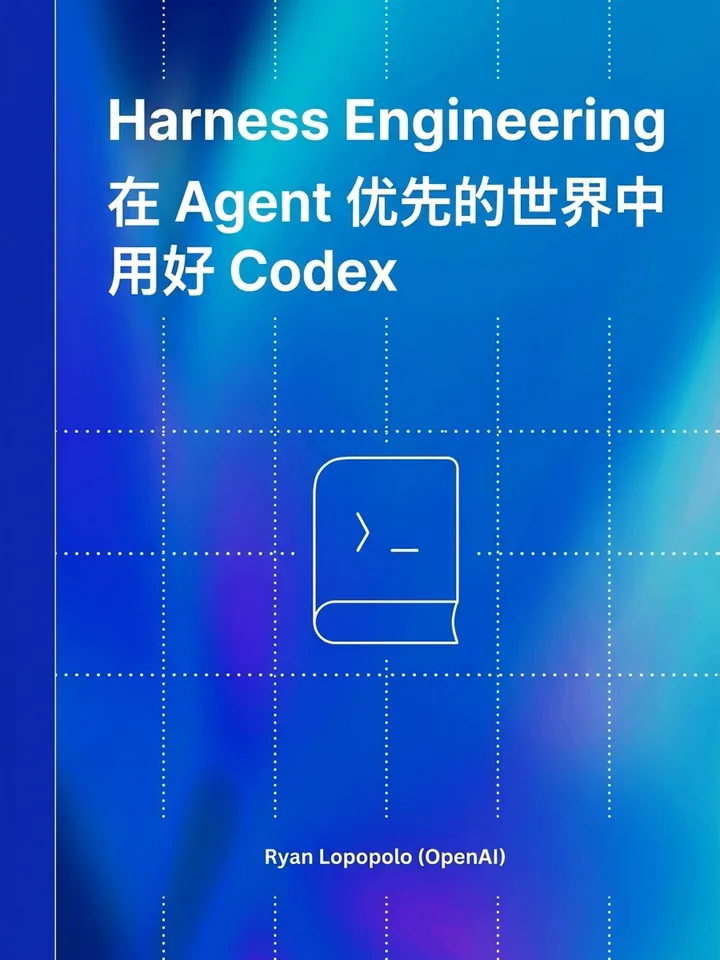 Harness Engineering
在 Agent 优先的世界中
用好 Codex
>_
Ryan Lopopolo (OpenAI)